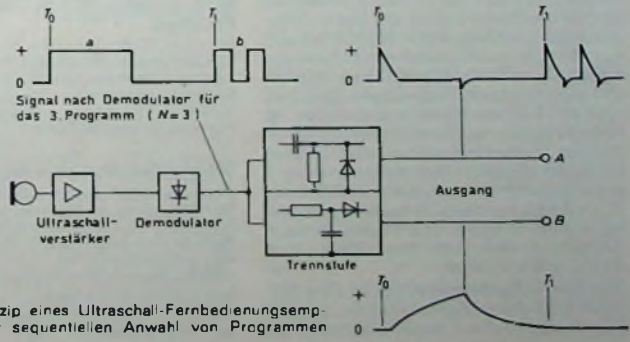 T0 T1 T0 T1
a b
+ +
0 0
Signal nach Demodulator für
das 3. Programm (N=3)
A
Ausgang
B
Ultraschall-
verstärker
Demodulator
Trennstufe
T0 T1
+
0
zip eines Ultraschall-Fernbedienungsemp-
sequentiellen Anwahl von Programmen